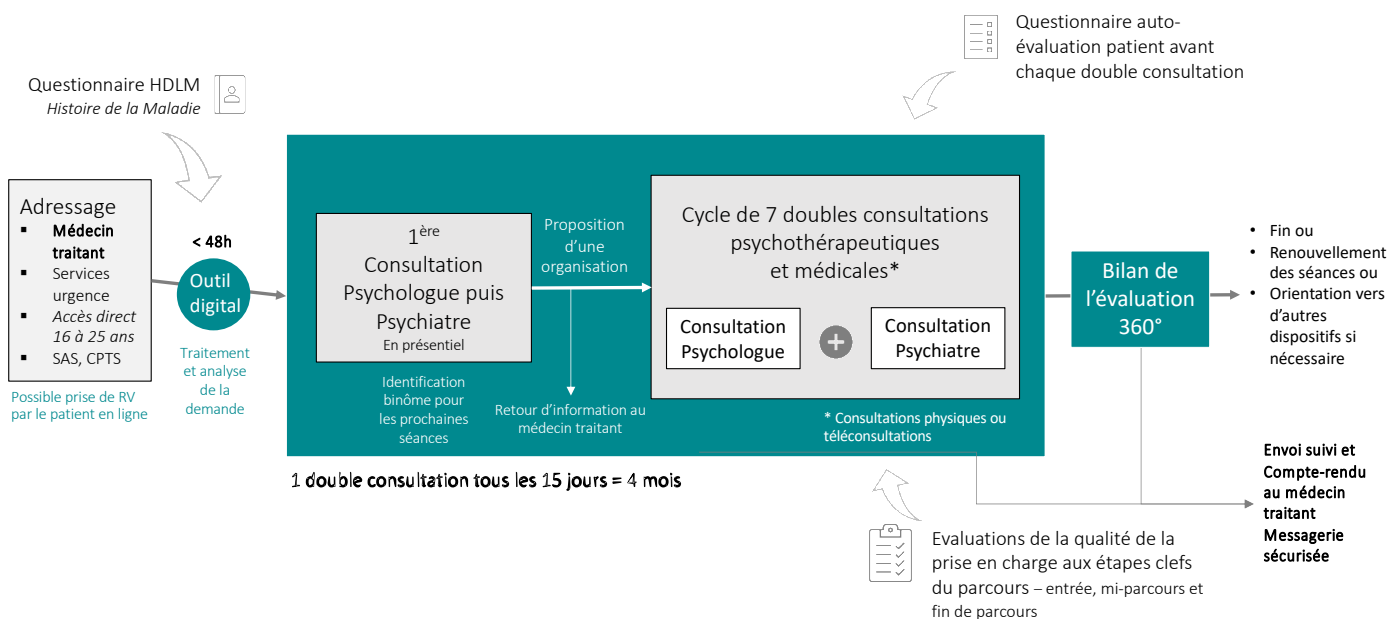 Questionnaire auto-
évaluation patient avant
chaque double consultation
Questionnaire HDLM
Histoire de la Maladie
Adressage
▪ Médecin
traitant
▪ Services
urgence
▪ Accès direct
16 à 25 ans
▪ SAS, CPTS
Possible prise de RV
par le patient en ligne
< 48h
Outil
digital
Traitement
et analyse
de la
demande
1ère
Consultation
Psychologue puis
Psychiatre
En présentiel
Identification
binôme pour
les prochaines
séances
Proposition
d’une
organisation
Retour d’information au
médecin traitant
Cycle de 7 doubles consultations
psychothérapeutiques
et médicales*
Consultation
Psychologue
+
Consultation
Psychiatre
* Consultations physiques ou
téléconsultations
1 double consultation tous les 15 jours = 4 mois
Bilan de
l’évaluation
360°
• Fin ou
• Renouvellement
des séances ou
• Orientation vers
d’autres
dispositifs si
nécessaire
Envoi suivi et
Compte-rendu
au médecin
traitant
Messagerie
sécurisée
Evaluations de la qualité de la
prise en charge aux étapes clefs
du parcours – entrée, mi-parcours et
fin de parcours